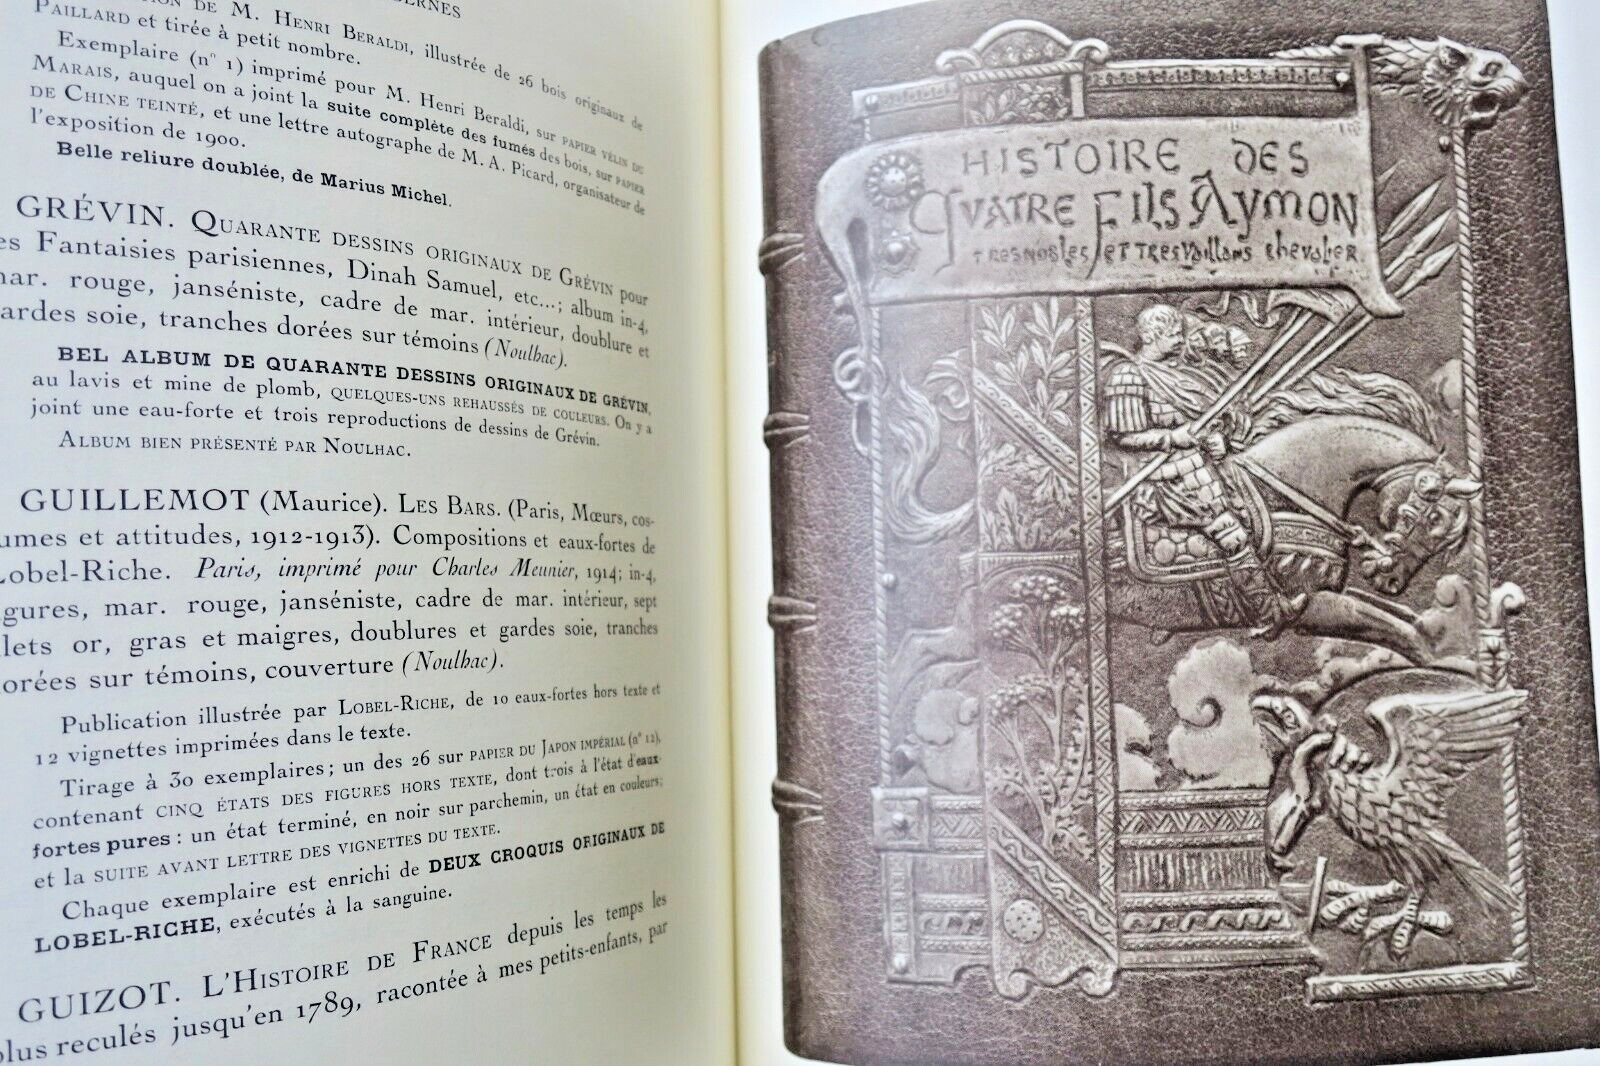 ERNES
ION DE M. HENRI BERALDI, illustrée de 26 bois originaux de
PAILLARD et tirée à petit nombre.
Exemplaire (n° 1) imprimé pour M. Henri Beraldi, sur PAPIER VÉLIN DU
MARAIS, auquel on a joint la suite complète des fumés des bois, sur PAPIER
DE CHINE TEINTÉ, et une lettre autographe de M. A. Picard, organisateur de
l'exposition de 1900.
Belle reliure doublée, de Marius Michel.
GRÉVIN. QUARANTE DESSINS ORIGINAUX DE GRÉVIN pour
es Fantaisies parisiennes, Dinah Samuel, etc...; album in-4,
mar. rouge, janséniste, cadre de mar. intérieur, doublure et
ardes soie, tranches dorées sur témoins (Noulhac).
BEL ALBUM DE QUARANTE DESSINS ORIGINAUX DE GRÉVIN,
au lavis et mine de plomb, QUELQUES-UNS REHAUSSÉS DE COULEURS. On y a
joint une eau-forte et trois reproductions de dessins de Grévin.
ALBUM BIEN PRÉSENTÉ PAR NOULHAC.
GUILLEMOT (Maurice). LES BARS. (Paris, Mœurs, cos-
umes et attitudes, 1912-1913). Compositions et eaux-fortes de
Lobel-Riche. Paris, imprimé pour Charles Meunier, 1914; in-4,
gures, mar. rouge, janséniste, cadre de mar. intérieur, sept
lets or, gras et maigres, doublures et gardes soie, tranches
orées sur témoins, couverture (Noulhac).
Publication illustrée par LOBEL-RICHE, de 10 eaux-fortes hors texte et
12 vignettes imprimées dans le texte.
Tirage à 30 exemplaires; un des 26 sur PAPIER DU JAPON IMPÉRIAL (n° 12),
contenant CINQ ÉTATS DES FIGURES HORS TEXTE, dont trois à l'état d'eaux-
fortes pures : un état terminé, en noir sur parchemin, un état en couleurs;
et la SUITE AVANT LETTRE DES VIGNETTES DU TEXTE.
Chaque exemplaire est enrichi de DEUX CROQUIS ORIGINAUX DE
LOBEL-RICHE, exécutés à la sanguine.
GUIZOT. L'HISTOIRE DE FRANCE depuis les temps les
plus reculés jusqu'en 1789, racontée à mes petits-enfants, par
HISTOIRE DES
QVATRE FILS AYMON
TRESNOBLES ET TRESVAILLANS Chevalier